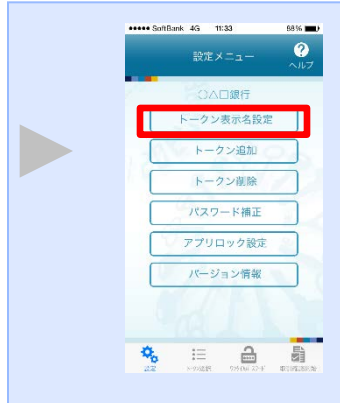 SoftBank 4G 11:33 88%
設定メニュー
?
ヘルプ
○△□銀行
トークン表示名設定
トークン追加
トークン削除
パスワード補正
アプリロック設定
バージョン情報
設定